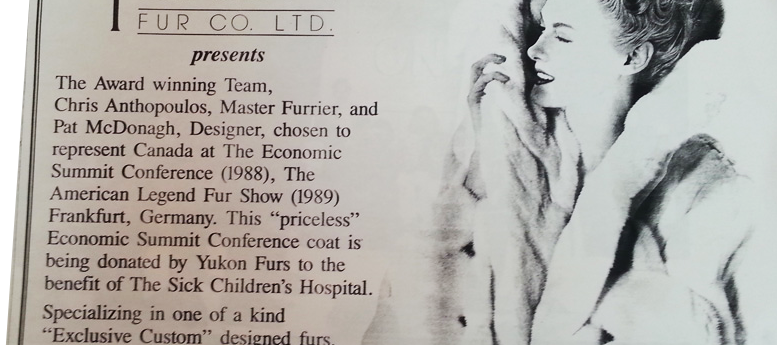 FUR CO. LTD.
presents
The Award winning Team,
Chris Anthopoulos, Master Furrier, and
Pat McDonagh, Designer, chosen to
represent Canada at The Economic
Summit Conference (1988), The
American Legend Fur Show (1989)
Frankfurt, Germany. This “priceless”
Economic Summit Conference coat is
being donated by Yukon Furs to the
benefit of The Sick Children’s Hospital.
Specializing in one of a kind
“Exclusive Custom” designed furs.